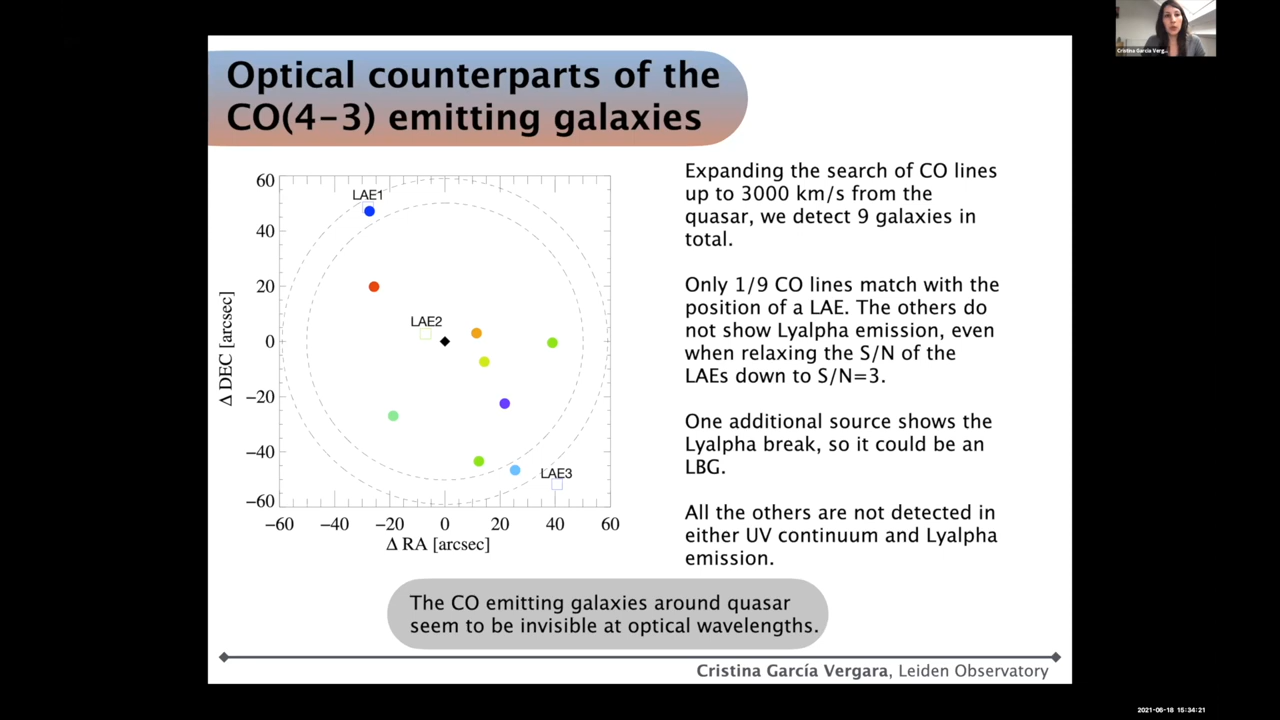 Cristina García Verg...
Optical counterparts of the
CO(4-3) emitting galaxies
Expanding the search of CO lines
up to 3000 km/s from the
quasar, we detect 9 galaxies in
total.
Only 1/9 CO lines match with the
position of a LAE. The others do
not show Lyalpha emission, even
when relaxing the S/N of the
LAEs down to S/N=3.
One additional source shows the
Lyalpha break, so it could be an
LBG.
All the others are not detected in
either UV continuum and Lyalpha
emission.
60
40
20
0
−20
−40
−60
Δ DEC [arcsec]
LAE1
LAE2
LAE3
−60 −40 −20 0 20 40 60
Δ RA [arcsec]
The CO emitting galaxies around quasar
seem to be invisible at optical wavelengths.
Cristina García Vergara, Leiden Observatory
2021-06-18 15:34:21